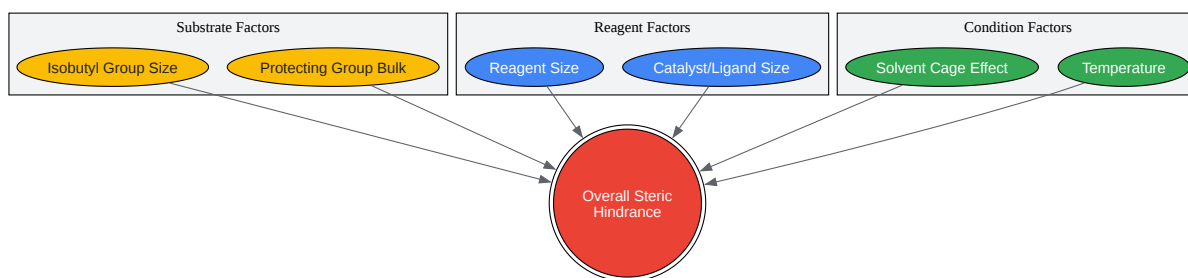 Substrate Factors
Reagent Factors
Condition Factors
Isobutyl Group Size
Protecting Group Bulk
Reagent Size
Catalyst/Ligand Size
Solvent Cage Effect
Temperature
Overall Steric
Hindrance